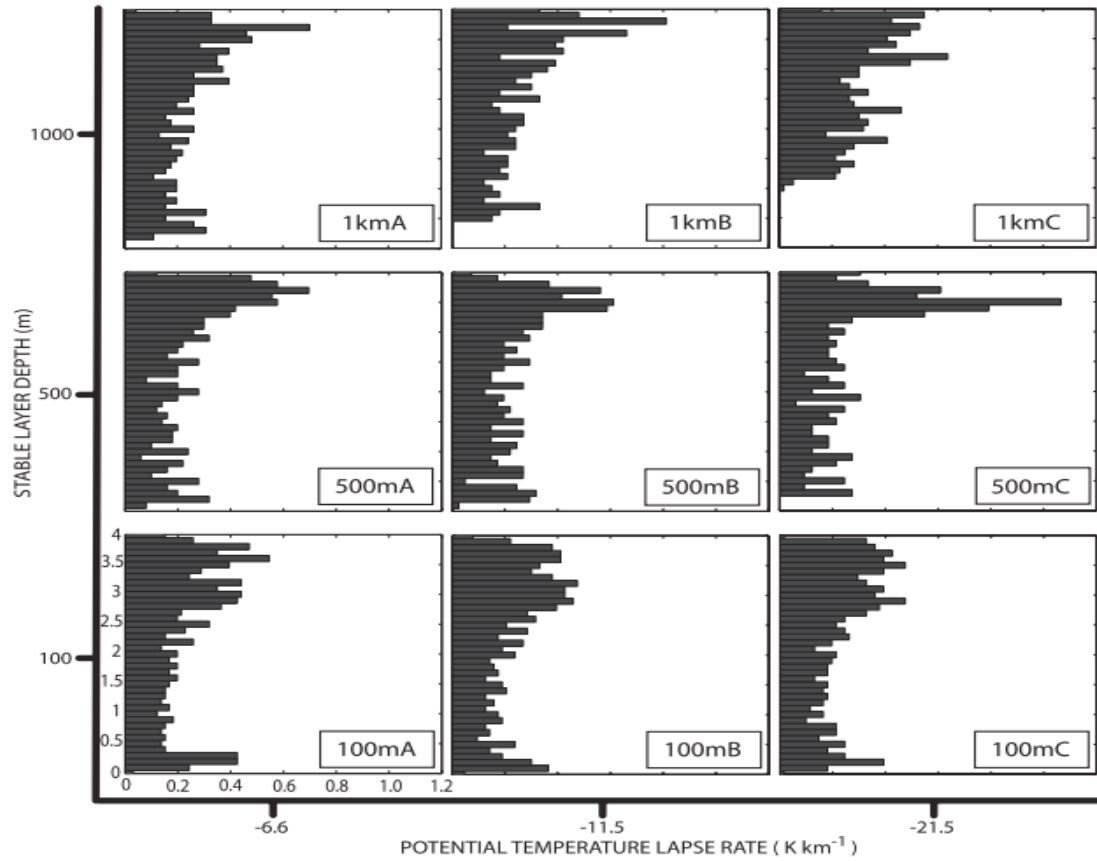 1000
1kmA
1kmB
1kmC
STABLE LAYER DEPTH (m)
500
500mA
500mB
500mC
4
3.5
3
2.5
2
1.5
1
0.5
0
100
100mA
100mB
100mC
0 0.2 0.4 0.6 0.8 1.0 1.2
-6.6 -11.5 -21.5
POTENTIAL TEMPERATURE LAPSE RATE ( K km⁻¹ )